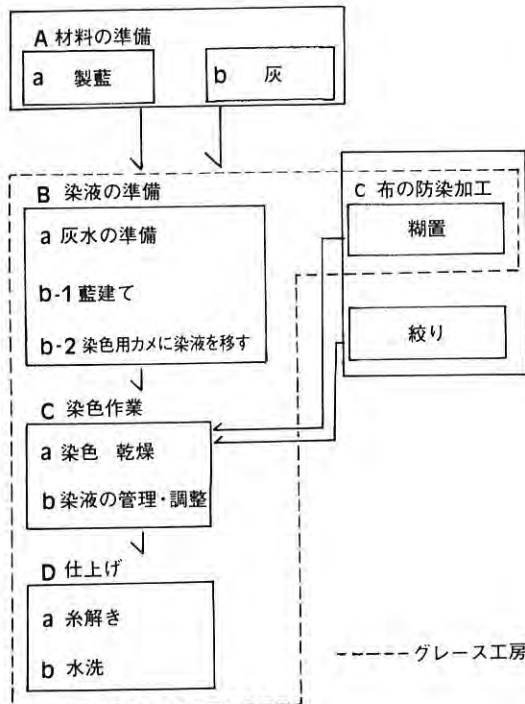 A 材料の準備
a 製藍
b 灰
B 染液の準備
a 灰水の準備
b-1 藍建て
b-2 染色用カメに染液を移す
C 布の防染加工
糊置
絞り
C 染色作業
a 染色 乾燥
b 染液の管理・調整
D 仕上げ
a 糸解き
b 水洗
グレース工房